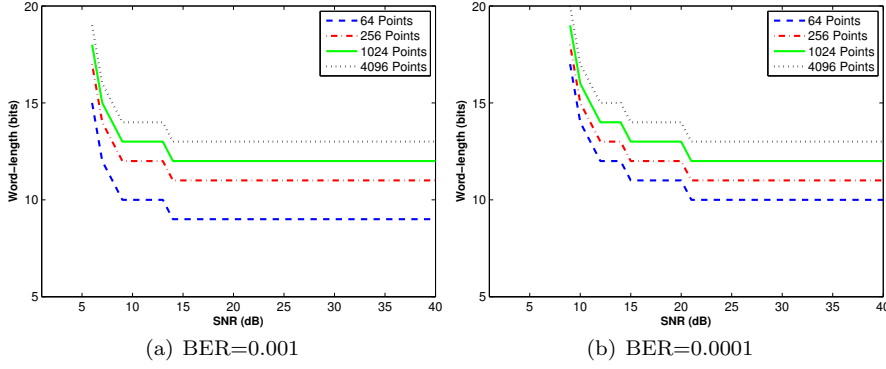 20
15
10
5
Word−length (bits)
5 10 15 20 25 30 35 40
SNR (dB)
64 Points
256 Points
1024 Points
4096 Points
(a) BER=0.001
20
15
10
5
Word−length (bits)
5 10 15 20 25 30 35 40
SNR (dB)
64 Points
256 Points
1024 Points
4096 Points
(b) BER=0.0001